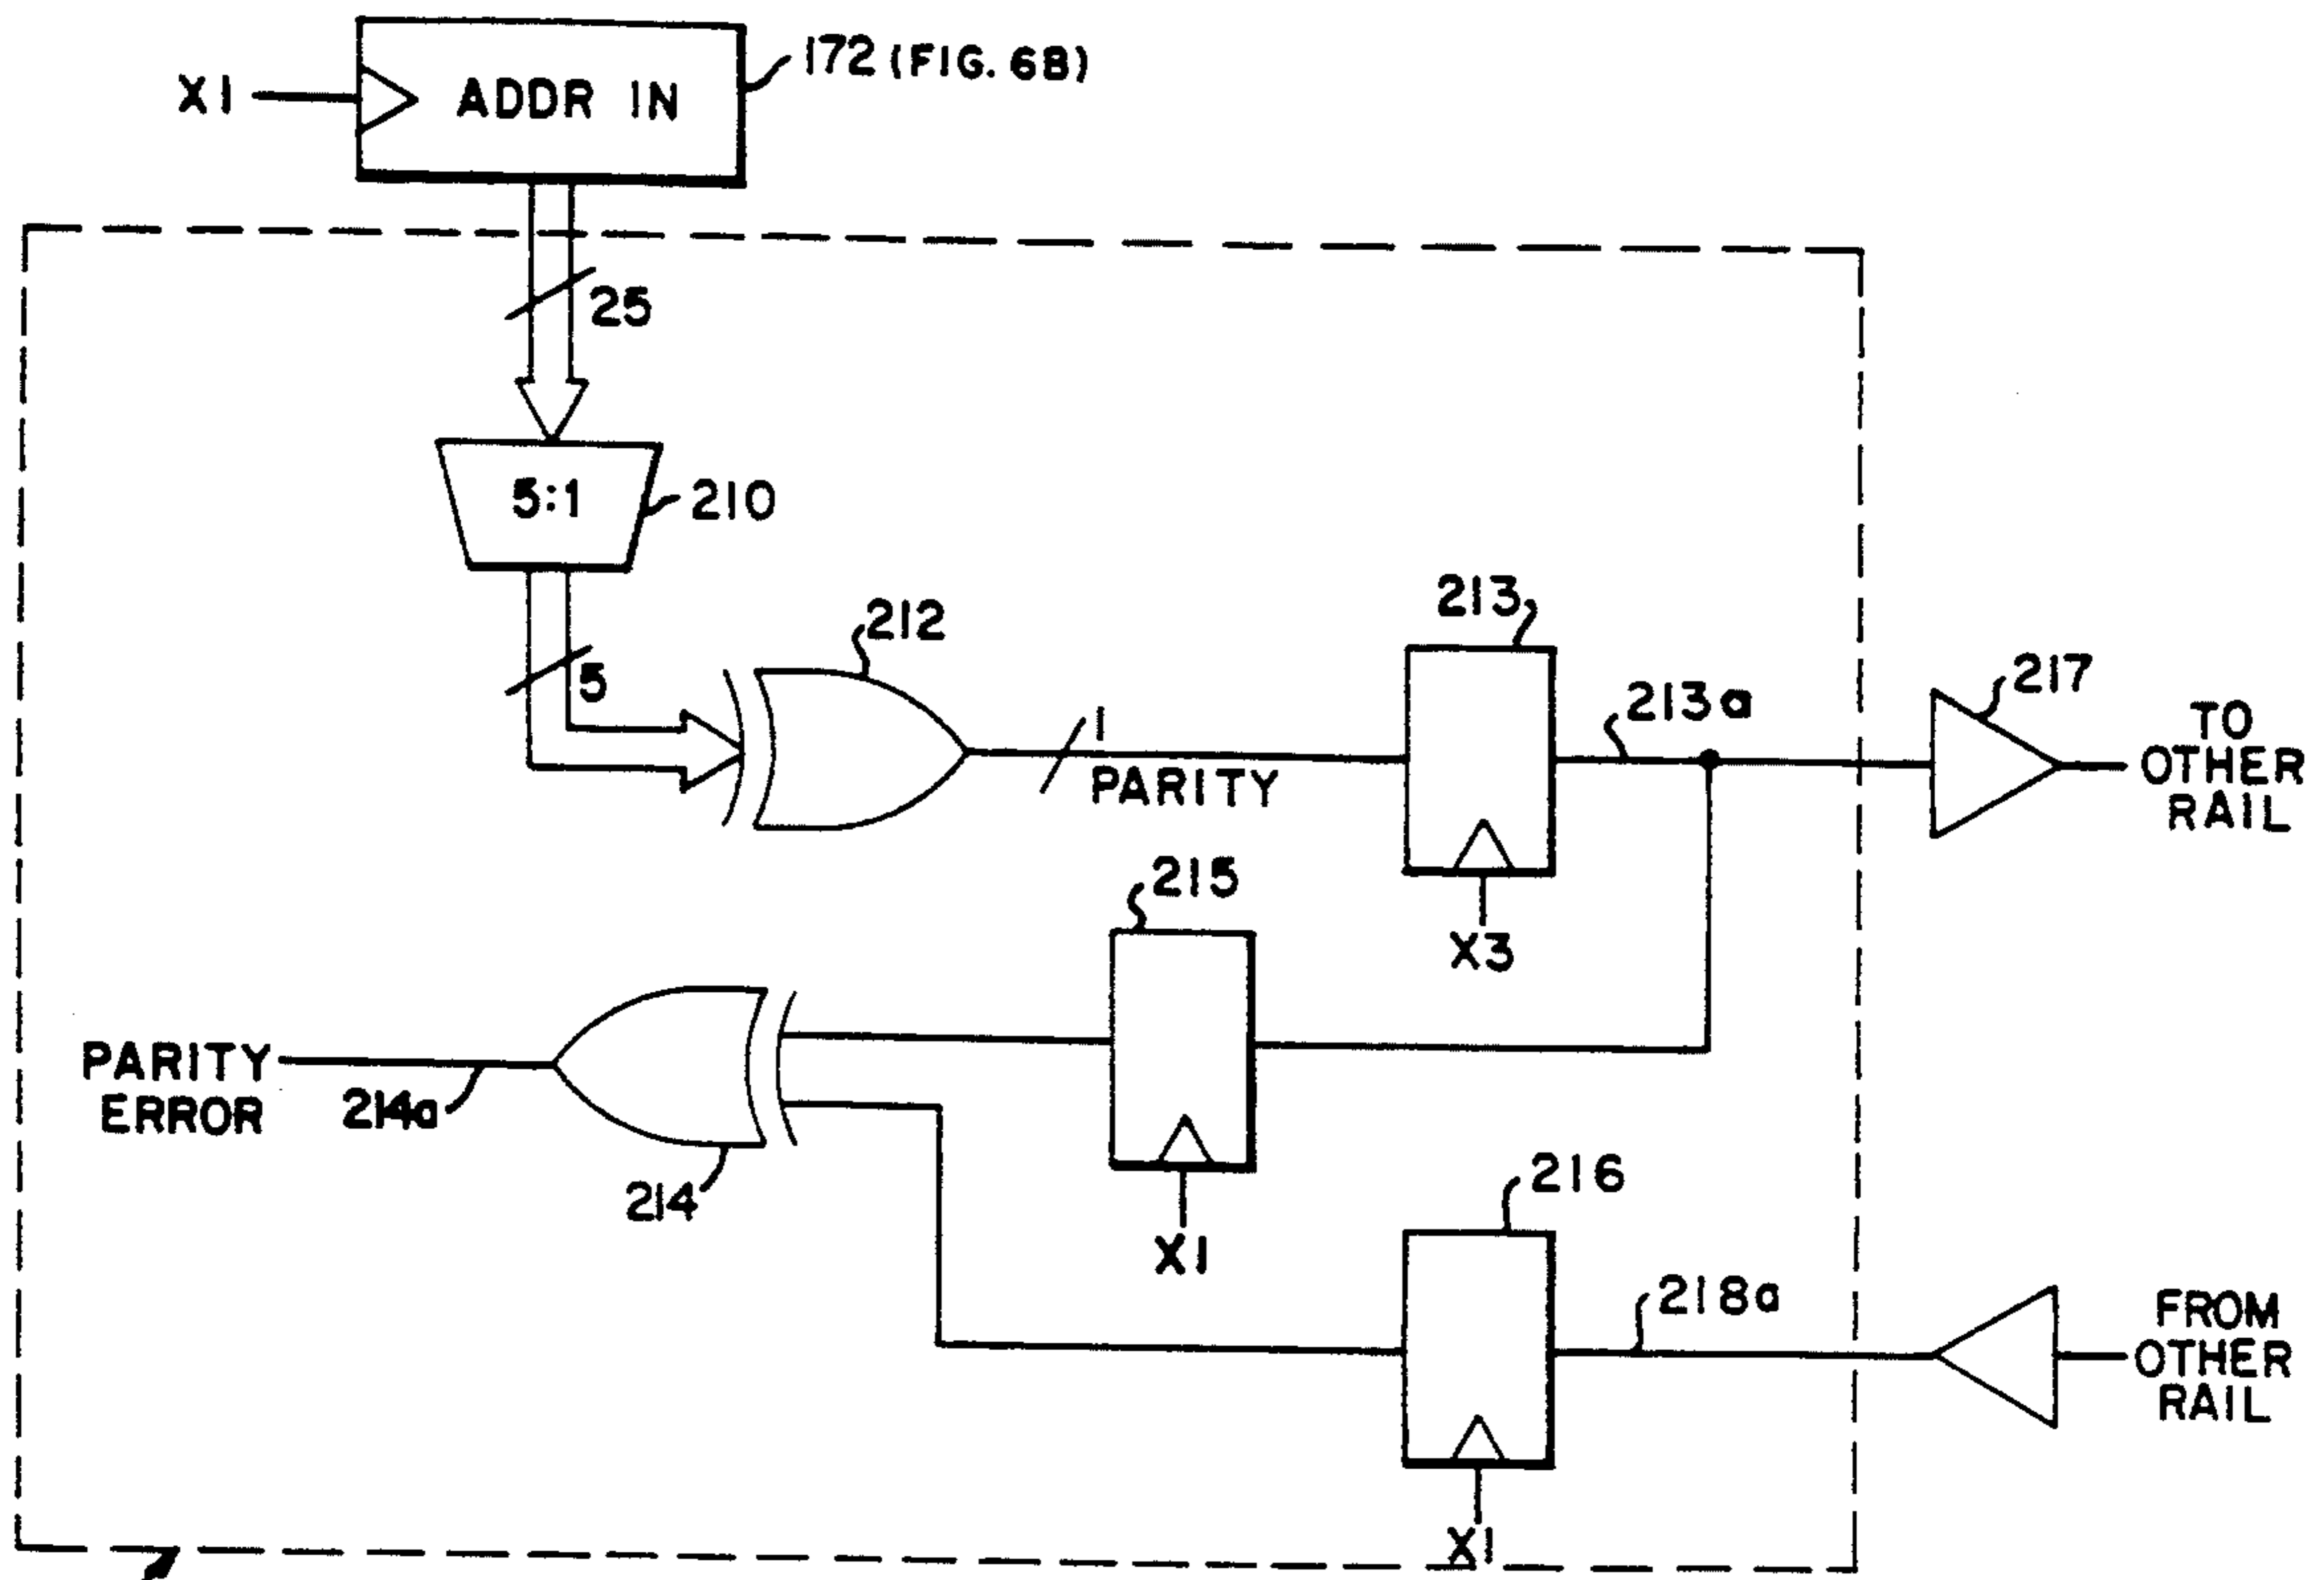 172 (FIG. 6B)
X1
ADDR IN
25
5:1
210
5
212
1
PARITY
213
213a
217
TO
OTHER
RAIL
X3
215
PARITY
ERROR
214a
214
X1
216
218a
FROM
OTHER
RAIL
X1